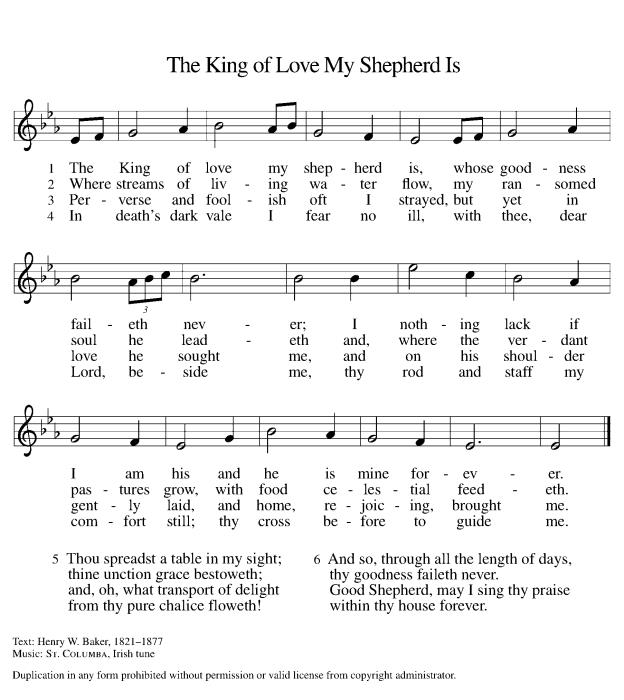 The King of Love My Shepherd Is
1 The King of love my shep - herd is, whose good - ness
2 Where streams of liv - ing wa - ter flow, my ran - somed
3 Per - verse and fool - ish oft I strayed, but yet in
4 In death's dark vale I fear no ill, with thee, dear
3
fail - eth nev - er; I noth - ing lack if
soul he lead - eth and, where the ver - dant
love he sought me, and on his shoul - der
Lord, be - side me, thy rod and staff my
I am his and he is mine for - ev - er.
pas - tures grow, with food ce - les - tial feed - eth.
gent - ly laid, and home, re - joic - ing, brought me.
com - fort still; thy cross be - fore to guide me.
5 Thou spreadst a table in my sight;
thine unction grace bestoweth;
and, oh, what transport of delight
from thy pure chalice floweth!
6 And so, through all the length of days,
thy goodness faileth never.
Good Shepherd, may I sing thy praise
within thy house forever.
Text: Henry W. Baker, 1821–1877
Music: ST. COLUMBA, Irish tune
Duplication in any form prohibited without permission or valid license from copyright administrator.